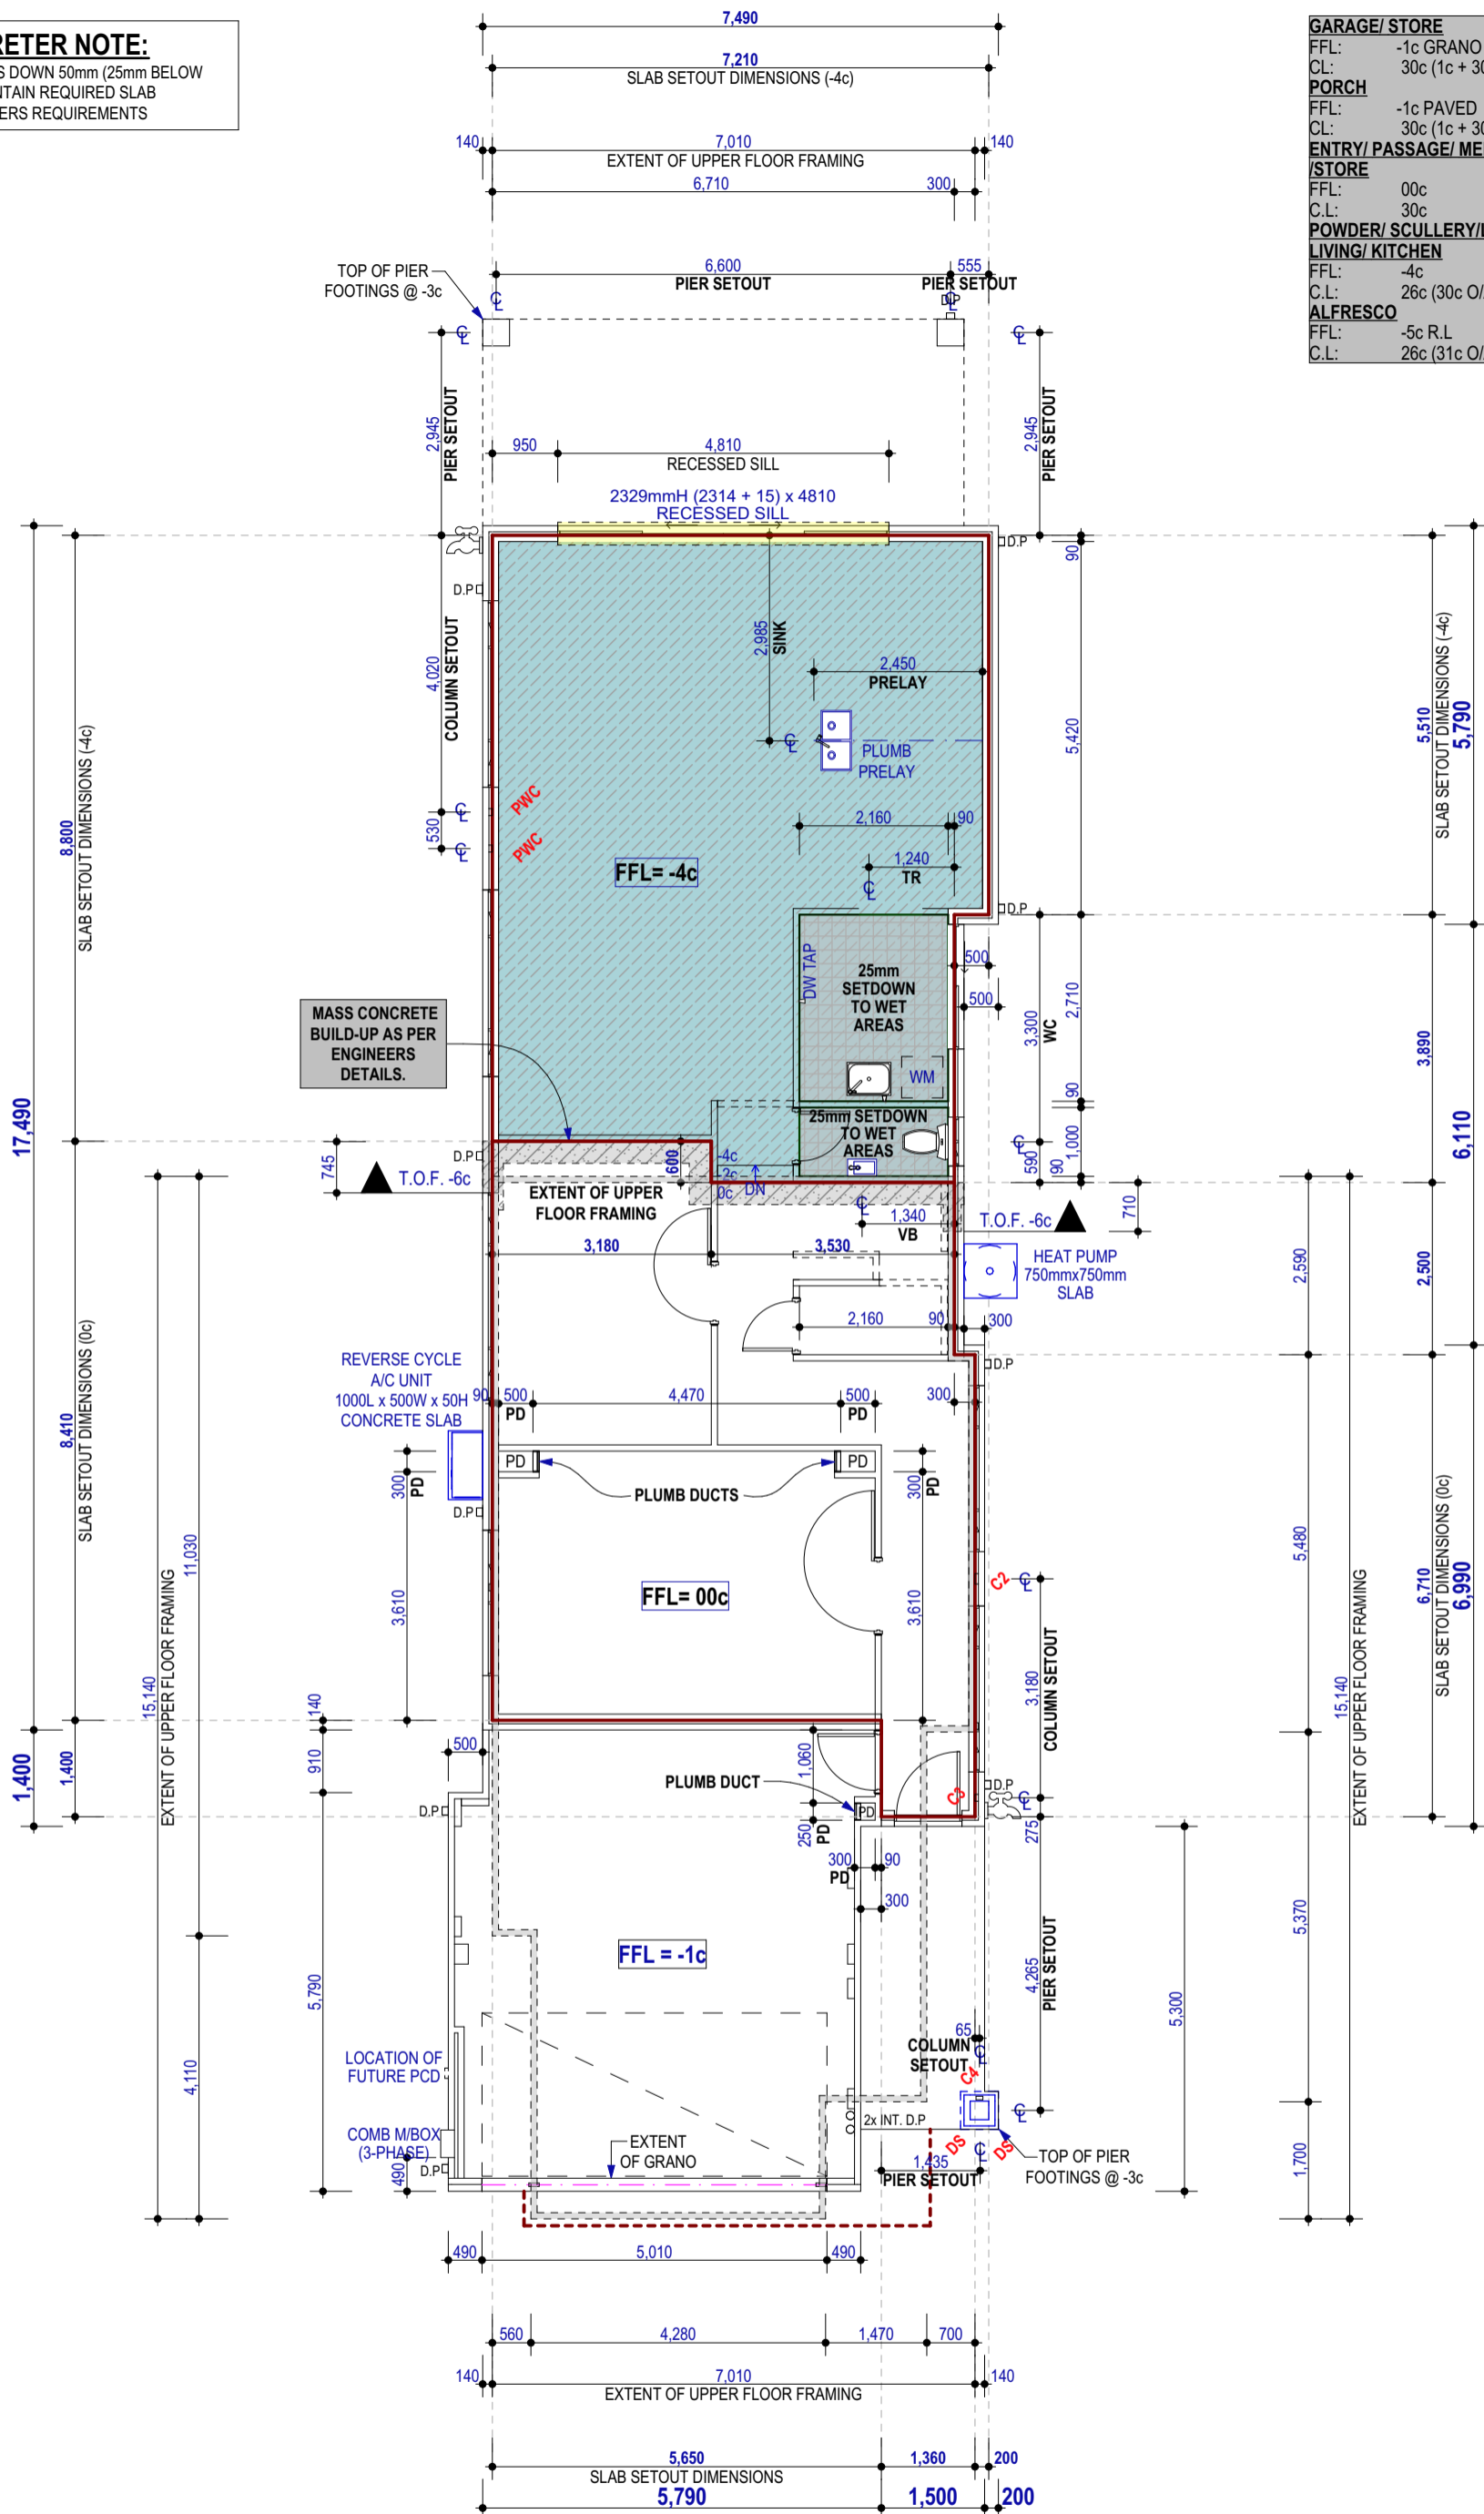 RETER NOTE:
S DOWN 50mm (25mm BELOW
NTAIN REQUIRED SLAB
ERS REQUIREMENTS
GARAGE/ STORE
FFL: -1c GRANO
CL: 30c (1c + 30
PORCH
FFL: -1c PAVED
CL: 30c (1c + 30
ENTRY/ PASSAGE/ ME
/STORE
FFL: 00c
C.L: 30c
POWDER/ SCULLERY/
LIVING/ KITCHEN
FFL: -4c
C.L: 26c (30c O/
ALFRESCO
FFL: -5c R.L
C.L: 26c (31c O/
7,490
7,210
SLAB SETOUT DIMENSIONS (-4c)
140 7,010 140
EXTENT OF UPPER FLOOR FRAMING
6,710 300
TOP OF PIER
FOOTINGS @ -3c
6,600 555
PIER SETOUT PIER SETOUT
D.P
2,945
PIER SETOUT
2,945
PIER SETOUT
950 4,810
RECESSED SILL
2329mmH (2314 + 15) x 4810
RECESSED SILL
D.P
90
D.P
4,020
COLUMN SETOUT
2,985
SINK
2,450
PRELAY
PLUMB
PRELAY
5,420
5,510
SLAB SETOUT DIMENSIONS (-4c)
5,790
8,800
SLAB SETOUT DIMENSIONS (-4c)
530
PWC
PWC
2,160 90
FFL= -4c
1,240
TR
D.P
DW TAP
25mm
SETDOWN
TO WET
AREAS
500
500
3,300
WC
2,710
3,890
MASS CONCRETE
BUILD-UP AS PER
ENGINEERS
DETAILS.
WM
90
17,490
25mm SETDOWN
TO WET
AREAS
1,000
590
90
6,110
745
D.P
T.O.F. -6c
600
-4c
-2c
0c
DN
EXTENT OF UPPER
FLOOR FRAMING
1,340
VB
T.O.F. -6c
710
3,180 3,530
HEAT PUMP
750mmx750mm
SLAB
2,590
2,500
2,160 90
300
D.P
REVERSE CYCLE
A/C UNIT
1000L x 500W x 50H
CONCRETE SLAB
90 500 4,470 500 300
PD PD
8,410
SLAB SETOUT DIMENSIONS (0c)
300
PD
PD PD
300
PD
PLUMB DUCTS
D.P
11,030
5,480
FFL= 00c
C2
3,610
3,610
15,140
EXTENT OF UPPER FLOOR FRAMING
3,180
COLUMN SETOUT
15,140
EXTENT OF UPPER FLOOR FRAMING
6,710
SLAB SETOUT DIMENSIONS (0c)
6,990
1,400
1,400
140
910
500
1,060
PLUMB DUCT
D.P
PD
C3
D.P
250
PD
275
300 90
PD
300
FFL = -1c
4,265
PIER SETOUT
5,370
5,300
5,790
4,110
LOCATION OF
FUTURE PCD
65
COLUMN
SETOUT
C4
COMB M/BOX
(3-PHASE)
2x INT. D.P
EXTENT
OF GRANO
DS
DS
TOP OF PIER
FOOTINGS @ -3c
490
D.P
1,435
PIER SETOUT
1,700
490 5,010 490
560 4,280 1,470 700
140 7,010 140
EXTENT OF UPPER FLOOR FRAMING
5,650 1,360 200
SLAB SETOUT DIMENSIONS
5,790 1,500 200